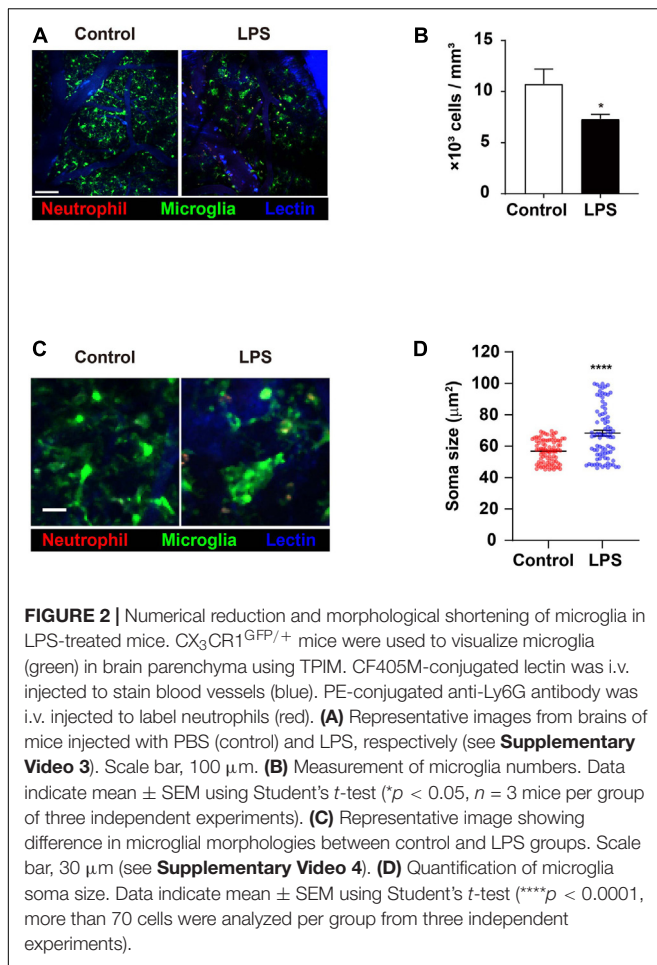 A
Control
LPS
Neutrophil Microglia Lectin
B
×10³ cells / mm³
15
10
5
0
*
Control LPS
C
Control
LPS
Neutrophil Microglia Lectin
D
Soma size (μm²)
120
100
80
60
40
20
0
****
Control LPS
FIGURE 2 | Numerical reduction and morphological shortening of microglia in
LPS-treated mice. CX₃CR1ᴳᶠᴾ/⁺ mice were used to visualize microglia
(green) in brain parenchyma using TPIM. CF405M-conjugated lectin was i.v.
injected to stain blood vessels (blue). PE-conjugated anti-Ly6G antibody was
i.v. injected to label neutrophils (red). (A) Representative images from brains of
mice injected with PBS (control) and LPS, respectively (see Supplementary
Video 3). Scale bar, 100 μm. (B) Measurement of microglia numbers. Data
indicate mean ± SEM using Student's t-test (*p < 0.05, n = 3 mice per group
of three independent experiments). (C) Representative image showing
difference in microglial morphologies between control and LPS groups. Scale
bar, 30 μm (see Supplementary Video 4). (D) Quantification of microglia
soma size. Data indicate mean ± SEM using Student's t-test (****p < 0.0001,
more than 70 cells were analyzed per group from three independent
experiments).